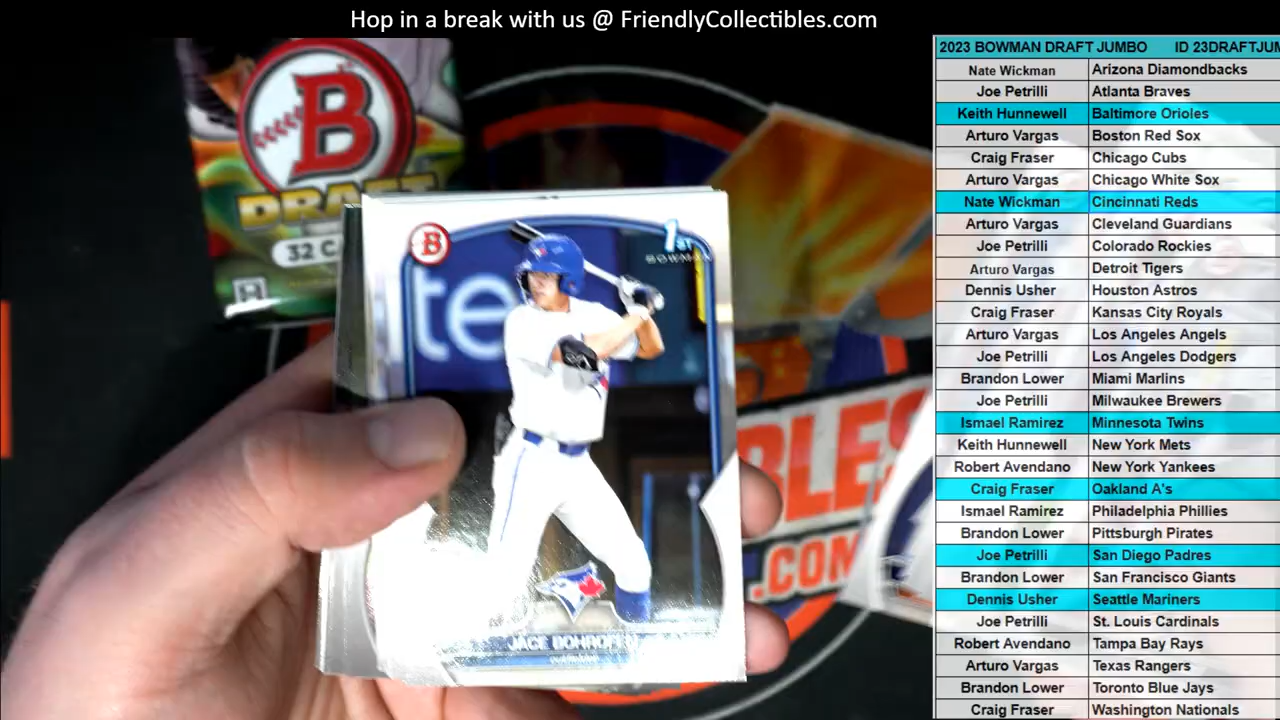 Hop in a break with us @ FriendlyCollectibles.com
2023 BOWMAN DRAFT JUMBO ID 23DRAFTJUM
Nate Wickman Arizona Diamondbacks
Joe Petrilli Atlanta Braves
Keith Hunnewell Baltimore Orioles
Arturo Vargas Boston Red Sox
Craig Fraser Chicago Cubs
Arturo Vargas Chicago White Sox
Nate Wickman Cincinnati Reds
Arturo Vargas Cleveland Guardians
Joe Petrilli Colorado Rockies
Arturo Vargas Detroit Tigers
Dennis Usher Houston Astros
Craig Fraser Kansas City Royals
Arturo Vargas Los Angeles Angels
Joe Petrilli Los Angeles Dodgers
Brandon Lower Miami Marlins
Joe Petrilli Milwaukee Brewers
Ismael Ramirez Minnesota Twins
Keith Hunnewell New York Mets
Robert Avendano New York Yankees
Craig Fraser Oakland A's
Ismael Ramirez Philadelphia Phillies
Brandon Lower Pittsburgh Pirates
Joe Petrilli San Diego Padres
Brandon Lower San Francisco Giants
Dennis Usher Seattle Mariners
Joe Petrilli St. Louis Cardinals
Robert Avendano Tampa Bay Rays
Arturo Vargas Texas Rangers
Brandon Lower Toronto Blue Jays
Craig Fraser Washington Nationals
B
DRAFT
32 CA
B
1ST
BOWMAN
te
JACE BOHROFEN
BLES
.COM